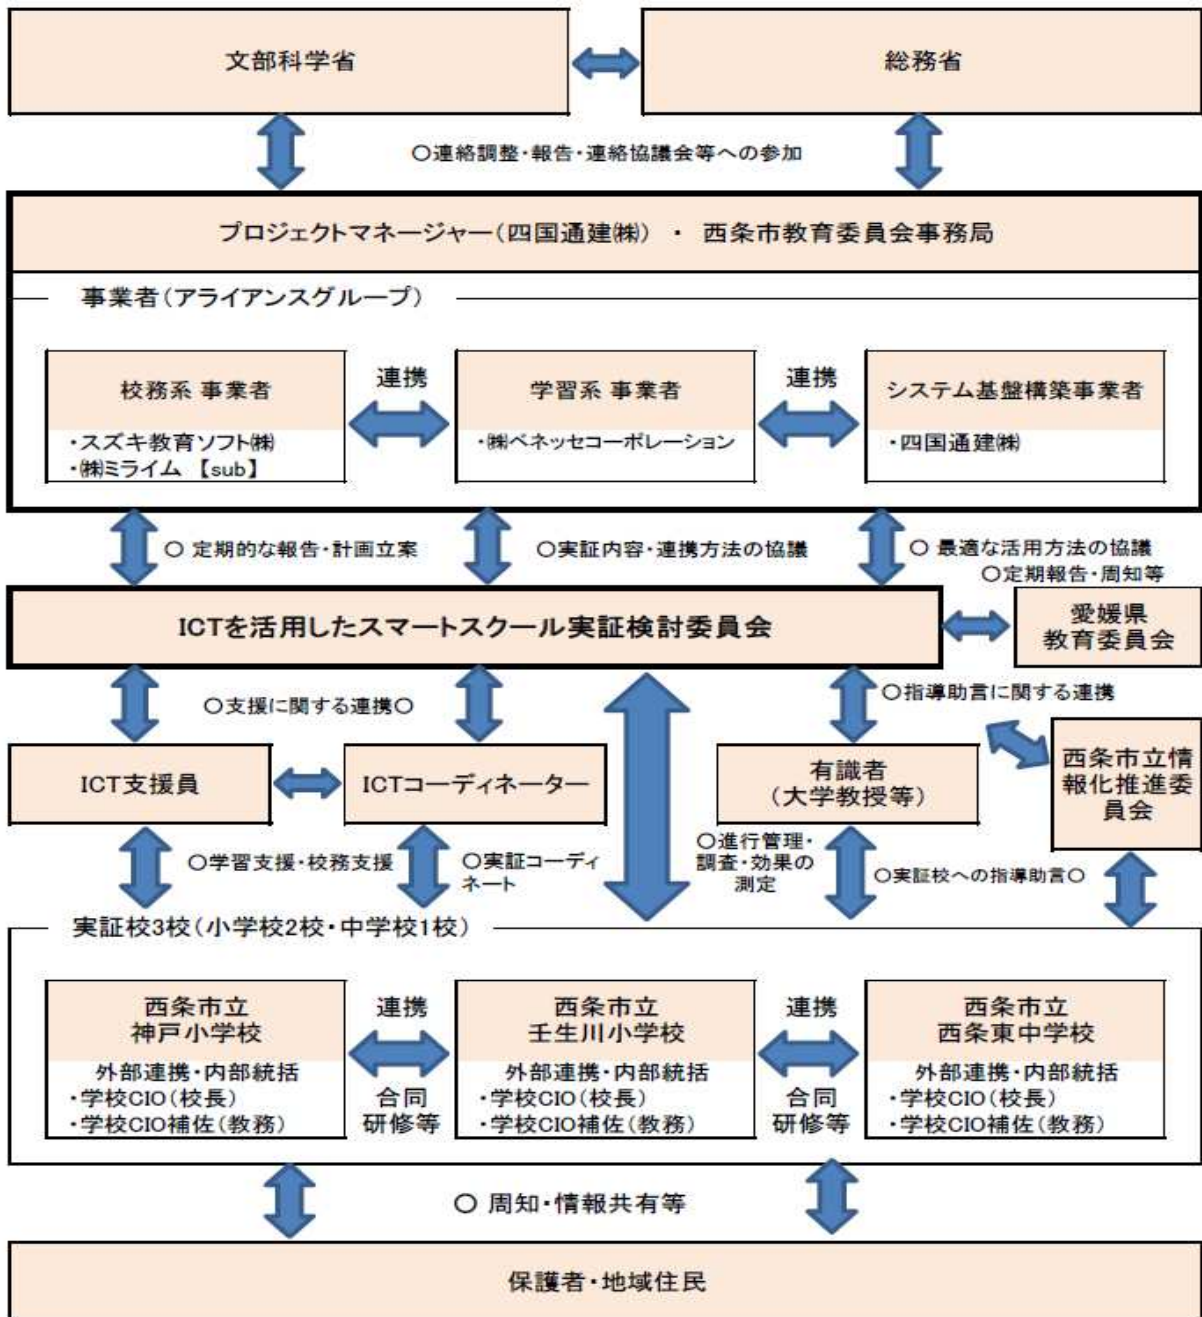 文部科学省
総務省
〇連絡調整・報告・連絡協議会等への参加
プロジェクトマネージャー(四国通建㈱) ・ 西条市教育委員会事務局
事業者(アライアンスグループ)
校務系 事業者
・スズキ教育ソフト㈱
・㈱ミライム 【sub】
連携
学習系 事業者
・㈱ベネッセコーポレーション
連携
システム基盤構築事業者
・四国通建㈱
〇 定期的な報告・計画立案
〇実証内容・連携方法の協議
〇 最適な活用方法の協議
〇定期報告・周知等
ICTを活用したスマートスクール実証検討委員会
愛媛県
教育委員会
〇支援に関する連携〇
〇指導助言に関する連携
ICT支援員
ICTコーディネーター
有識者
(大学教授等)
西条市立情
報化推進委
員会
〇学習支援・校務支援
〇実証コーディ
ネート
〇進行管理・
調査・効果の
測定
〇実証校への指導助言〇
実証校3校(小学校2校・中学校1校)
西条市立
神戸小学校
外部連携・内部統括
・学校CIO(校長)
・学校CIO補佐(教務)
連携
合同
研修等
西条市立
壬生川小学校
外部連携・内部統括
・学校CIO(校長)
・学校CIO補佐(教務)
連携
合同
研修等
西条市立
西条東中学校
外部連携・内部統括
・学校CIO(校長)
・学校CIO補佐(教務)
〇 周知・情報共有等
保護者・地域住民